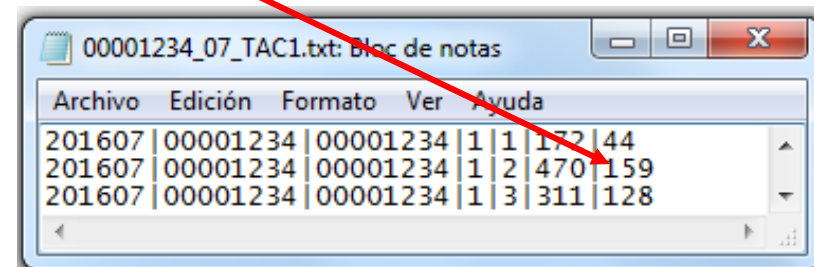 00001234_07_TAC1.txt: Bloc de notas
Archivo Edición Formato Ver Ayuda
201607|00001234|00001234|1|1|172|44
201607|00001234|00001234|1|2|470|159
201607|00001234|00001234|1|3|311|128